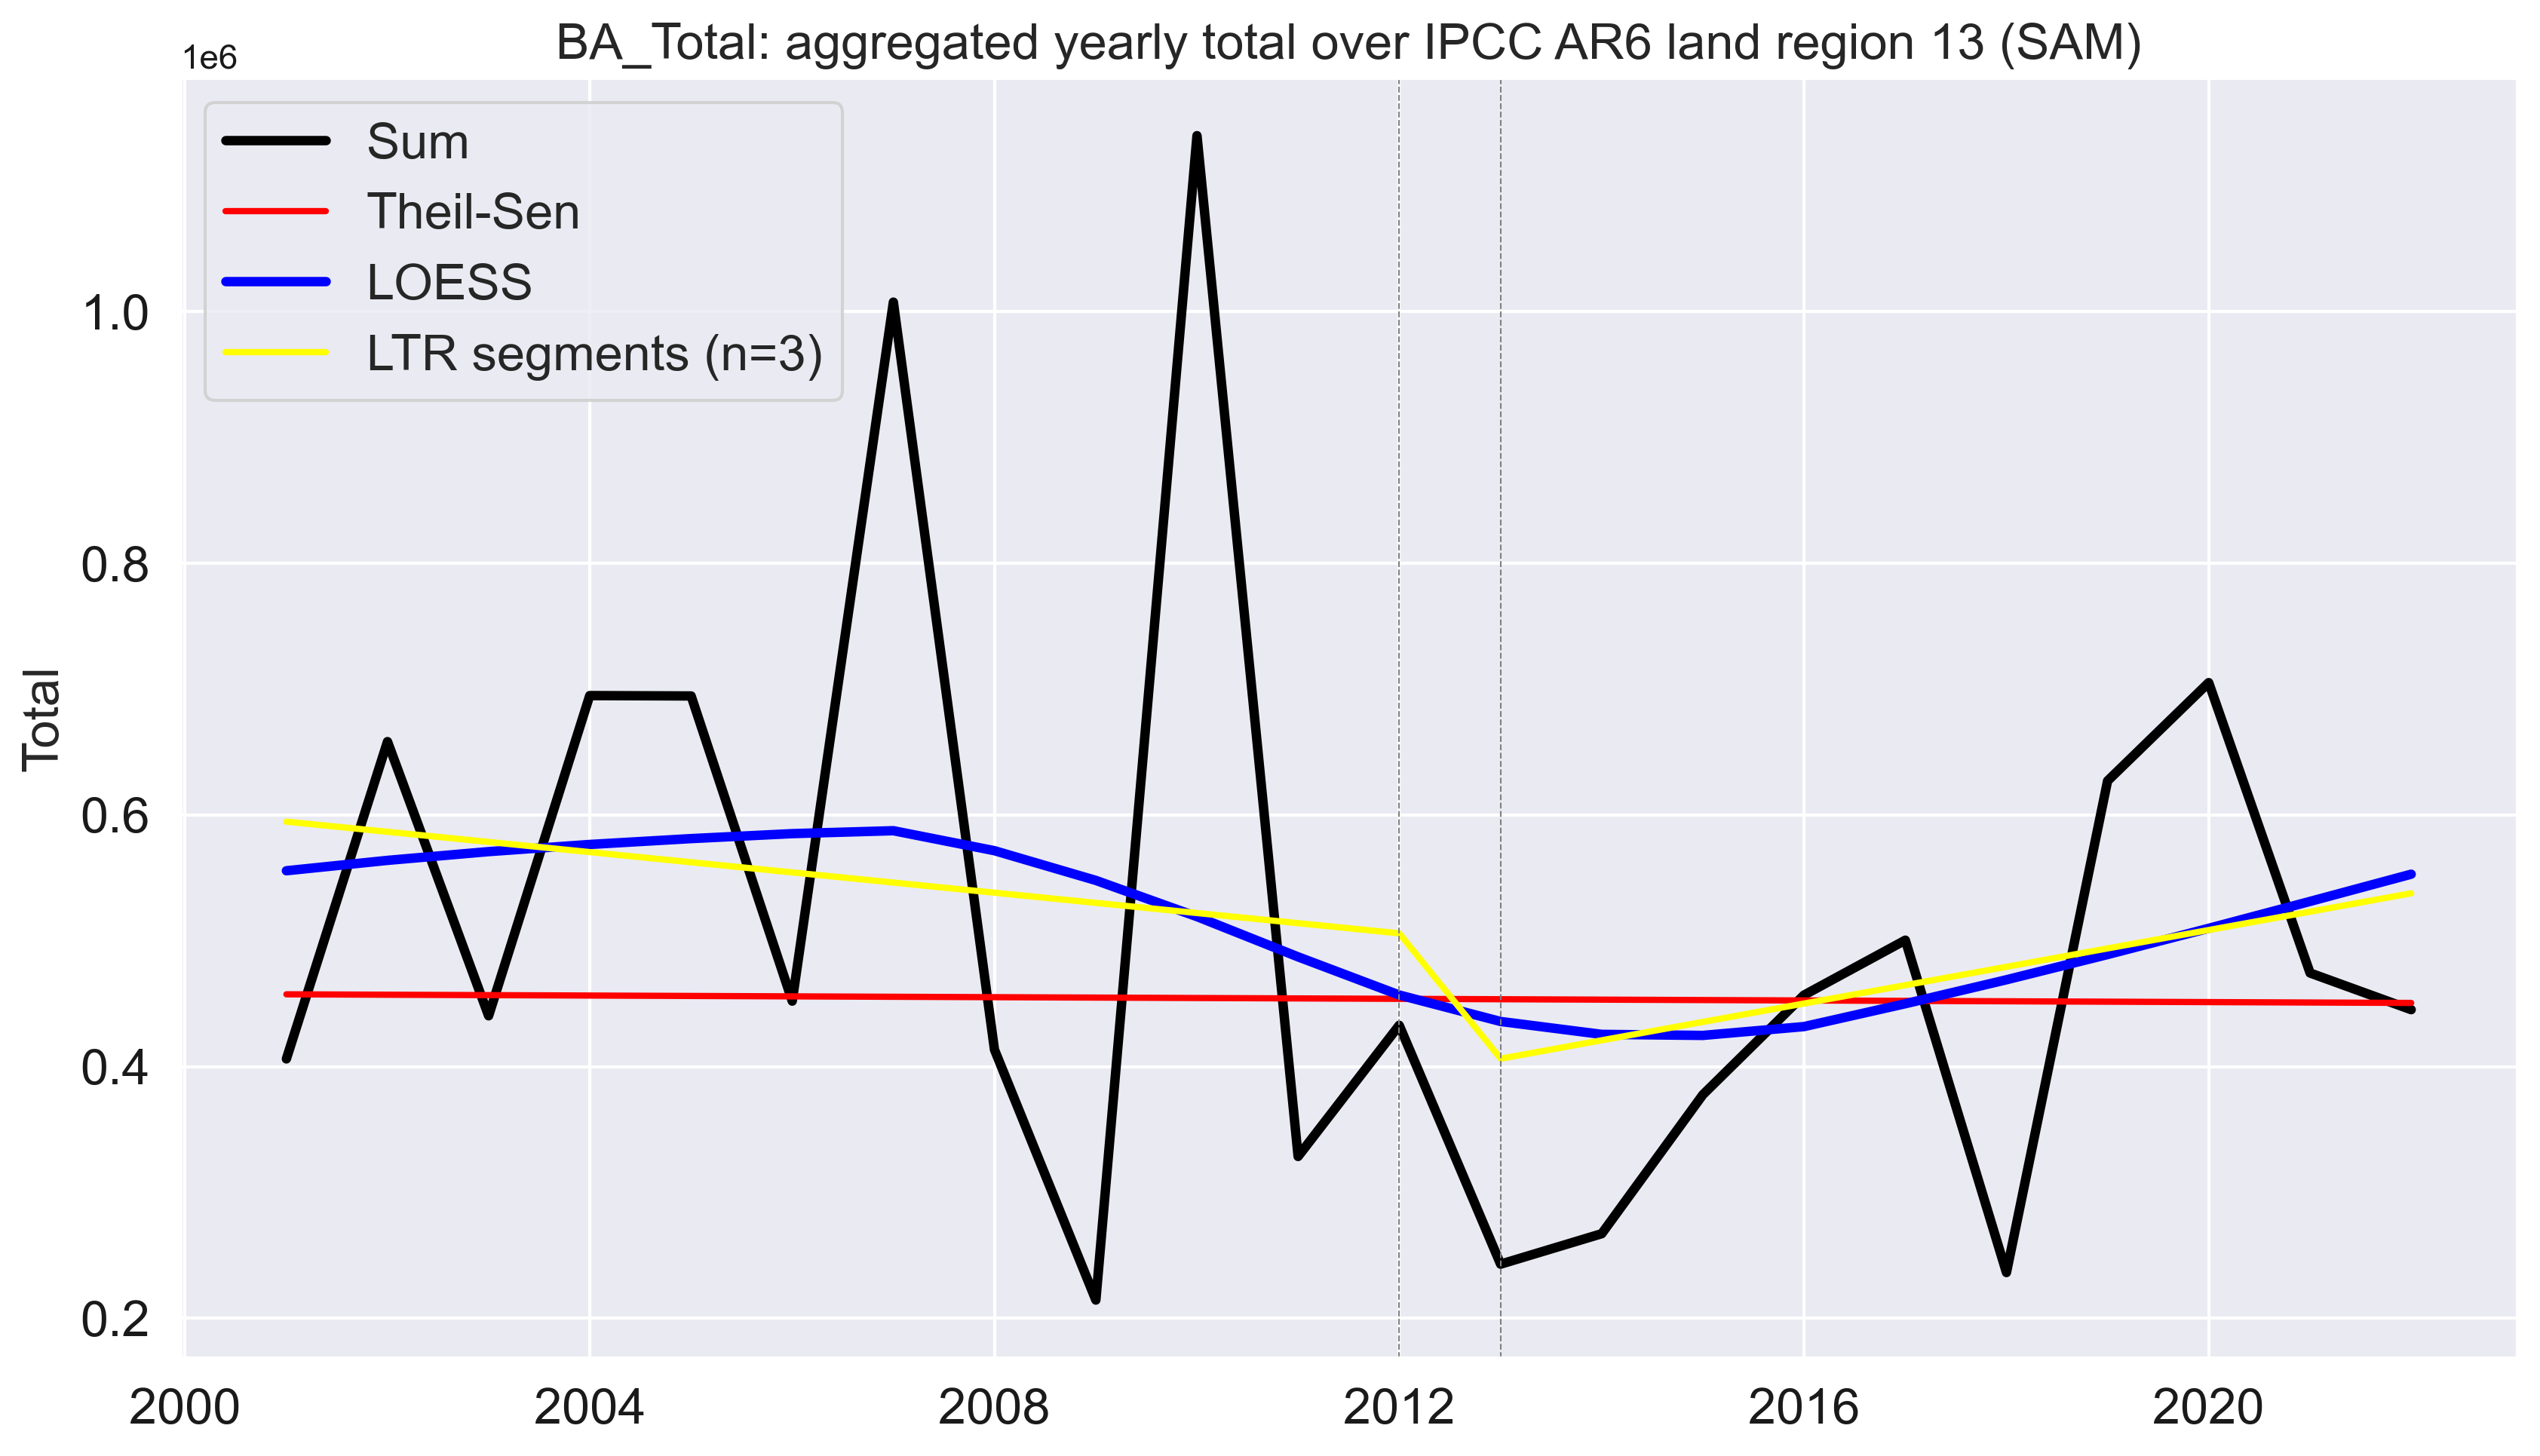 BA_Total: aggregated yearly total over IPCC AR6 land region 13 (SAM)
1e6
Sum
Theil-Sen
LOESS
LTR segments (n=3)
1.0
0.8
0.6
0.4
0.2
Total
2000
2004
2008
2012
2016
2020